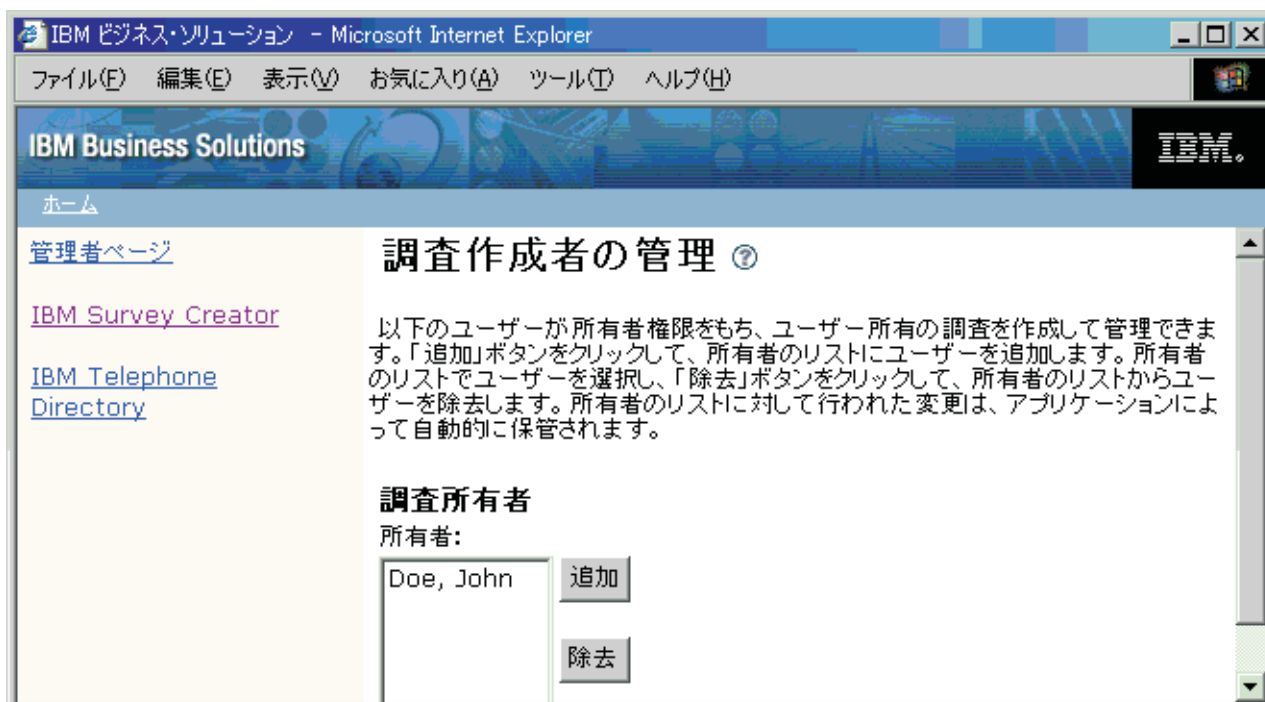 IBM ビジネス・ソリューション - Microsoft Internet Explorer
ファイル(F) 編集(E) 表示(V) お気に入り(A) ツール(T) ヘルプ(H)
IBM Business Solutions
IBM.
ホーム
管理者ページ
IBM Survey Creator
IBM Telephone
Directory
調査作成者の管理 ?
以下のユーザーが所有者権限をもち、ユーザー所有の調査を作成して管理できま
す。「追加」ボタンをクリックして、所有者のリストにユーザーを追加します。所有者
のリストでユーザーを選択し、「除去」ボタンをクリックして、所有者のリストからユー
ザーを除去します。所有者のリストに対して行われた変更は、アプリケーションによ
って自動的に保管されます。
調査所有者
所有者:
Doe, John
追加
除去